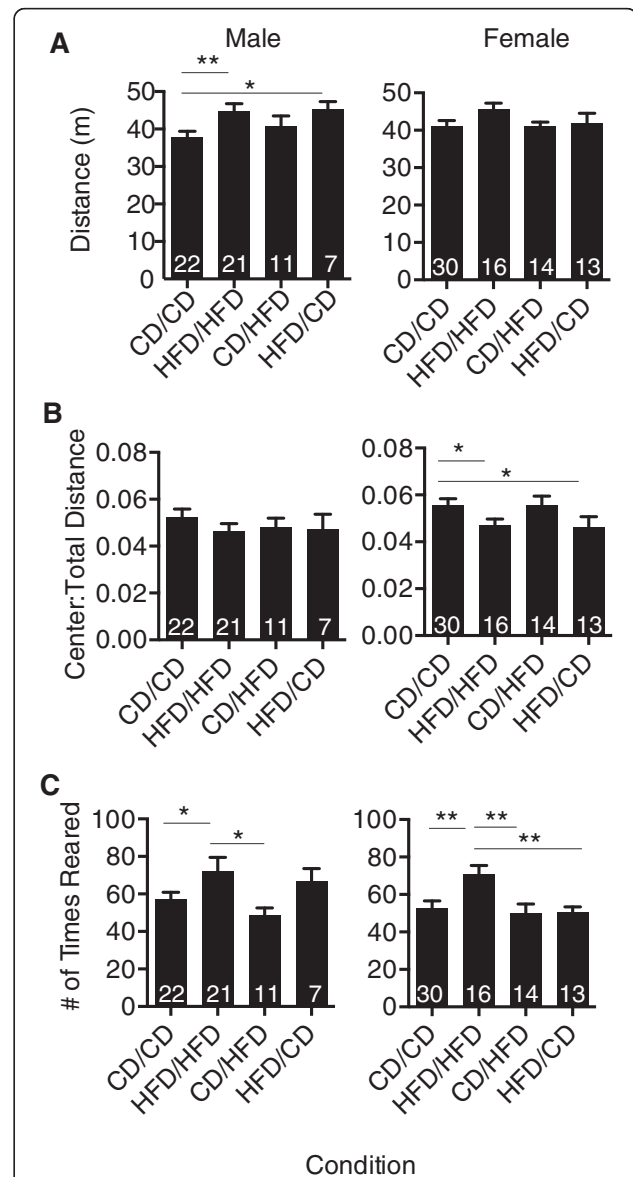 A Male Female
** *
Distance (m)
50 40 30 20 10 0
22 21 11 7
CD/CD HFD/HFD CD/HFD HFD/CD
50 40 30 20 10 0
30 16 14 13
CD/CD HFD/HFD CD/HFD HFD/CD
B
Center:Total Distance
0.08 0.06 0.04 0.02 0.00
22 21 11 7
CD/CD HFD/HFD CD/HFD HFD/CD
* *
0.08 0.06 0.04 0.02 0.00
30 16 14 13
CD/CD HFD/HFD CD/HFD HFD/CD
C
* *
# of Times Reared
100 80 60 40 20 0
22 21 11 7
CD/CD HFD/HFD CD/HFD HFD/CD
** ** **
100 80 60 40 20 0
30 16 14 13
CD/CD HFD/HFD CD/HFD HFD/CD
Condition